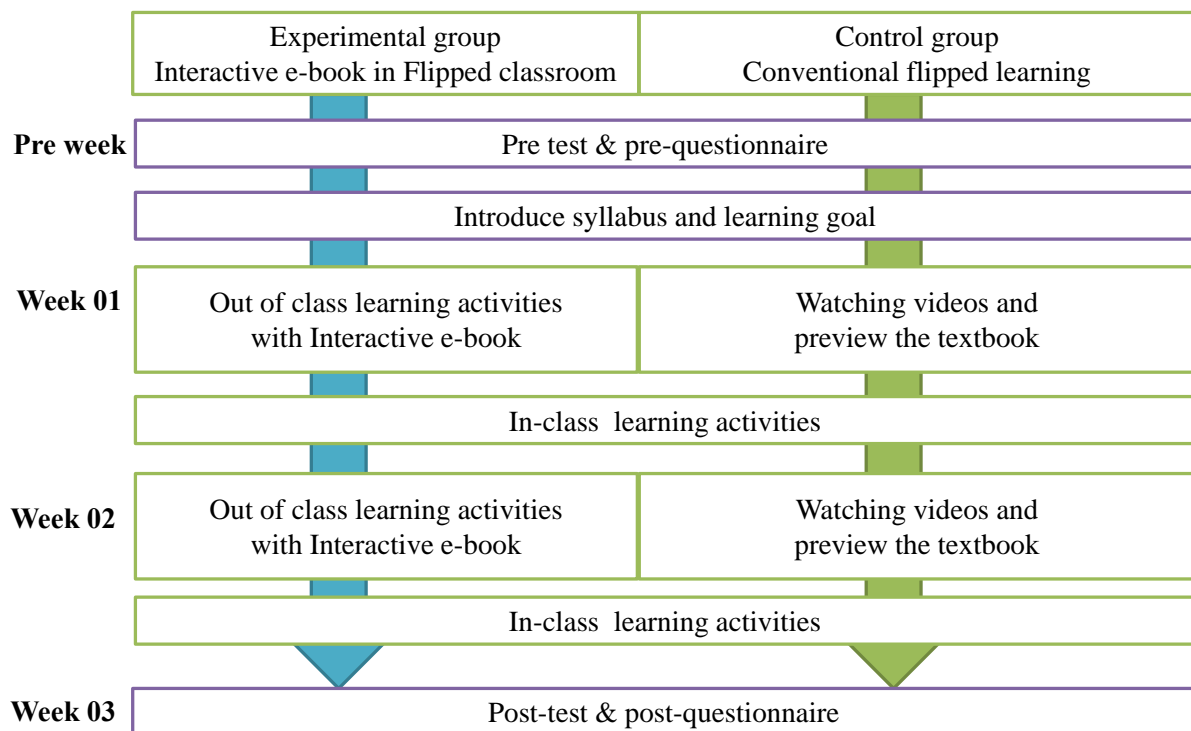 Experimental group
Interactive e-book in Flipped classroom
Control group
Conventional flipped learning
Pre week
Pre test & pre-questionnaire
Introduce syllabus and learning goal
Week 01
Out of class learning activities
with Interactive e-book
Watching videos and
preview the textbook
In-class learning activities
Week 02
Out of class learning activities
with Interactive e-book
Watching videos and
preview the textbook
In-class learning activities
Week 03
Post-test & post-questionnaire